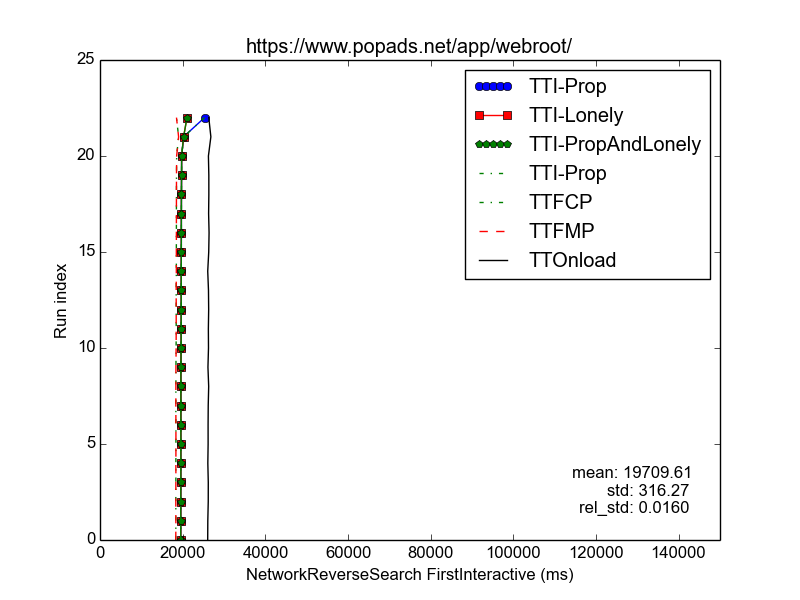 https://www.popads.net/app/webroot/
25
20
15
10
5
0
Run index
TTI-Prop
TTI-Lonely
TTI-PropAndLonely
TTI-Prop
TTFCP
TTFMP
TTOnload
mean: 19709.61
std: 316.27
rel_std: 0.0160
0 20000 40000 60000 80000 100000 120000 140000
NetworkReverseSearch FirstInteractive (ms)